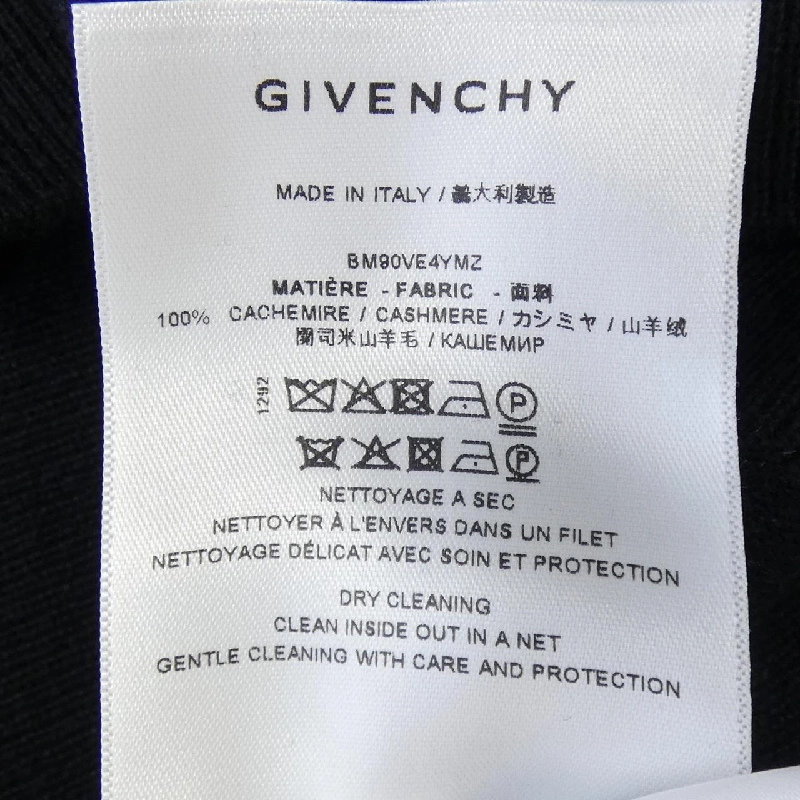 GIVENCHY
MADE IN ITALY / 義大利製造
BM90VE4YMZ
MATIÈRE - FABRIC - 面料
100% CACHEMIRE / CASHMERE / カシミヤ / 山羊绒
開司米山羊毛 / КАШЕМИР
1292
P
P
NETTOYAGE A SEC
NETTOYER À L'ENVERS DANS UN FILET
NETTOYAGE DÉLICAT AVEC SOIN ET PROTECTION
DRY CLEANING
CLEAN INSIDE OUT IN A NET
GENTLE CLEANING WITH CARE AND PROTECTION